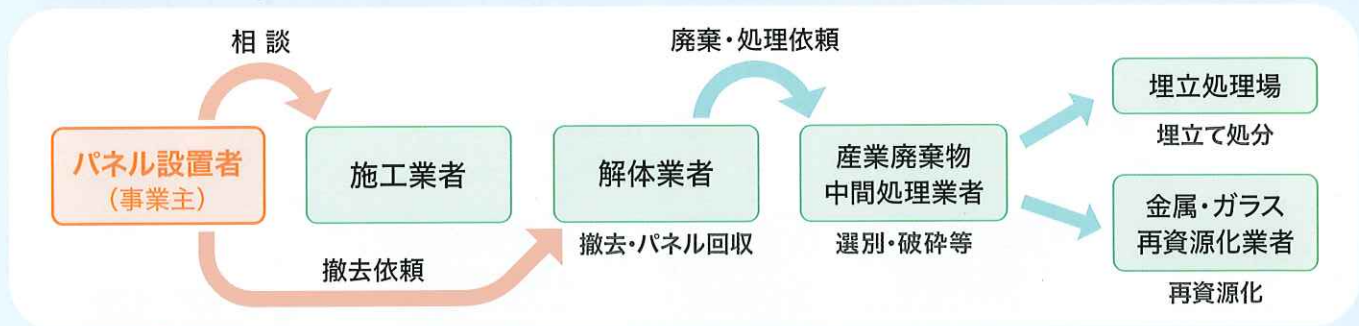 相談
廃棄・処理依頼
パネル設置者
（事業主）
施工業者
解体業者
撤去・パネル回収
産業廃棄物
中間処理業者
選別・破砕等
埋立処理場
埋立て処分
金属・ガラス
再資源化業者
再資源化
撤去依頼